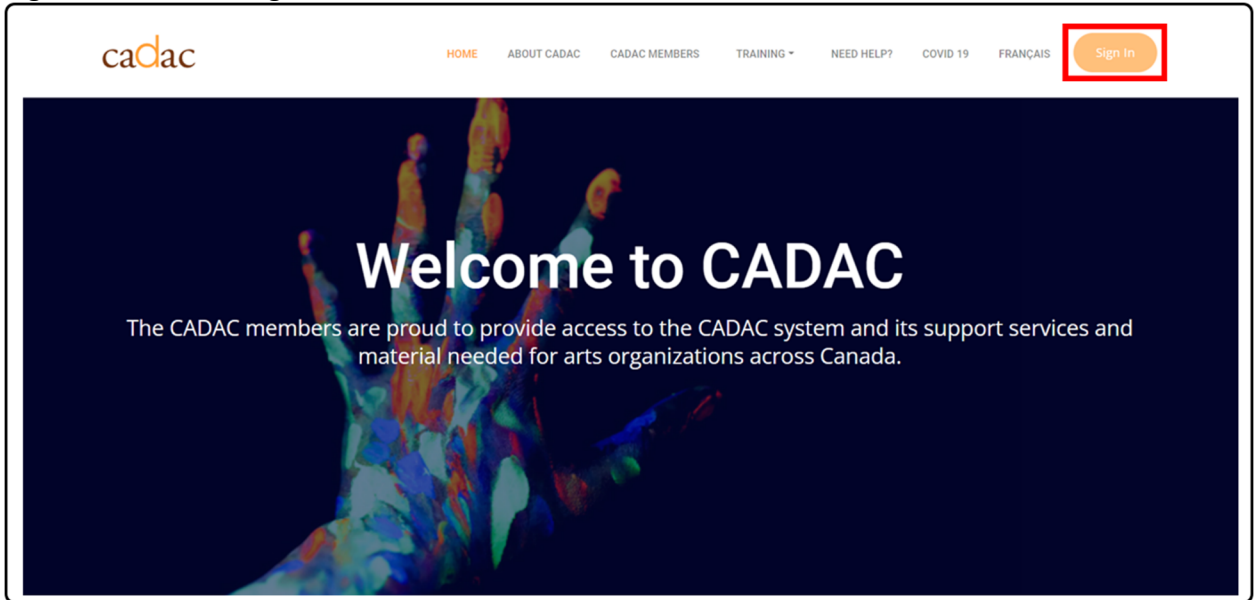 cadac
HOME ABOUT CADAC CADAC MEMBERS TRAINING NEED HELP? COVID 19 FRANÇAIS Sign In
Welcome to CADAC
The CADAC members are proud to provide access to the CADAC system and its support services and
material needed for arts organizations across Canada.